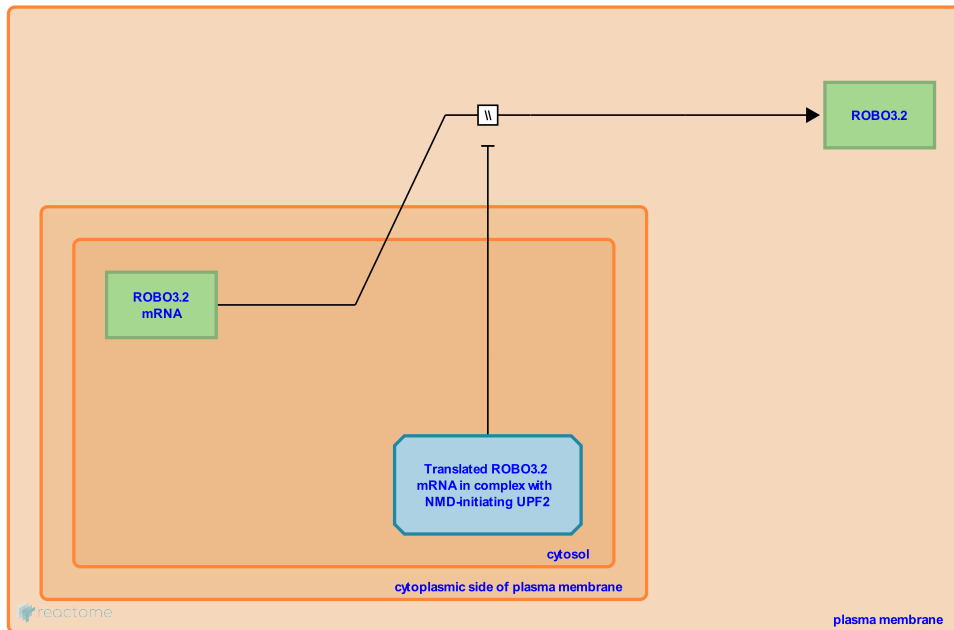 \\
ROBO3.2
ROBO3.2
mRNA
Translated ROBO3.2
mRNA in complex with
NMD-initiating UPF2
cytosol
cytoplasmic side of plasma membrane
reactome
plasma membrane